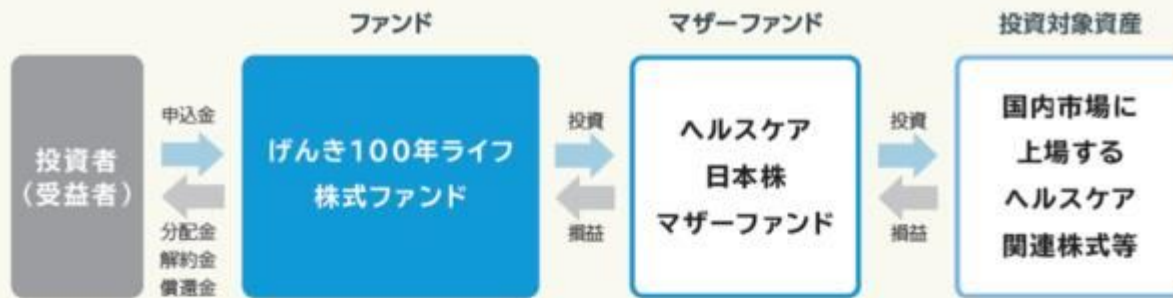 ファンド
マザーファンド
投資対象資産
投資者
(受益者)
申込金
分配金
解約金
償還金
げんき100年ライフ
株式ファンド
投資
損益
ヘルスケア
日本株
マザーファンド
投資
損益
国内市場に
上場する
ヘルスケア
関連株式等